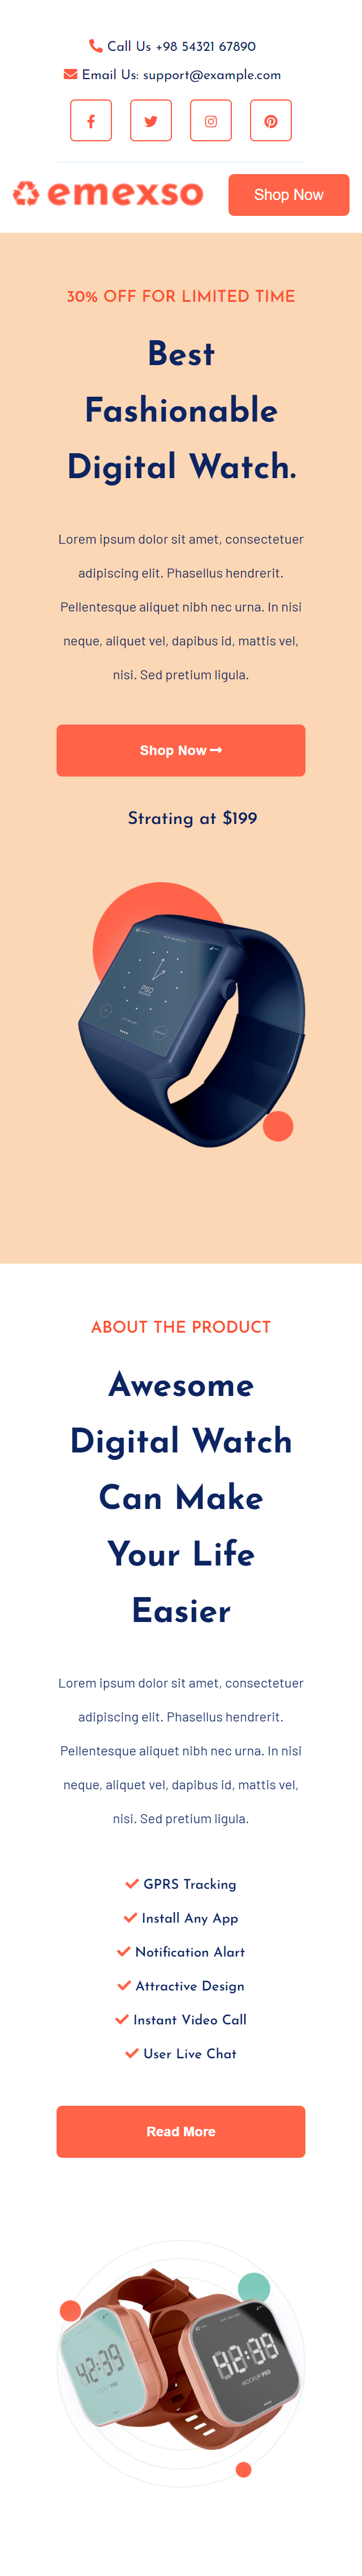 Call Us +98 54321 67890
Email Us: support@example.com
emexso
Shop Now
30% OFF FOR LIMITED TIME
Best
Fashionable
Digital Watch.
Lorem ipsum dolor sit amet, consectetuer
adipiscing elit. Phasellus hendrerit.
Pellentesque aliquet nibh nec urna. In nisi
neque, aliquet vel, dapibus id, mattis vel,
nisi. Sed pretium ligula.
Shop Now
Strating at $199
PSD
ABOUT THE PRODUCT
Awesome
Digital Watch
Can Make
Your Life
Easier
Lorem ipsum dolor sit amet, consectetuer
adipiscing elit. Phasellus hendrerit.
Pellentesque aliquet nibh nec urna. In nisi
neque, aliquet vel, dapibus id, mattis vel,
nisi. Sed pretium ligula.
GPRS Tracking
Install Any App
Notification Alart
Attractive Design
Instant Video Call
User Live Chat
Read More
MOCKUP PSD